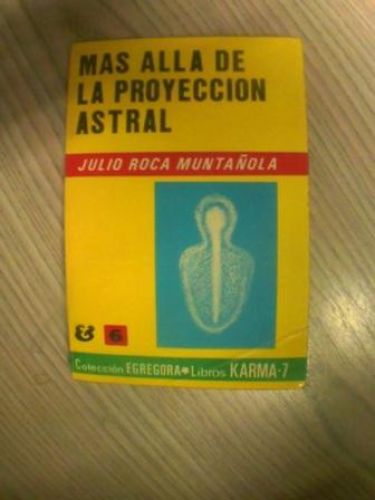 MAS ALLA DE
LA PROYECCION
ASTRAL
JULIO ROCA MUNTAÑOLA
& 6
Colección EGREGORA*Libros KARMA-7